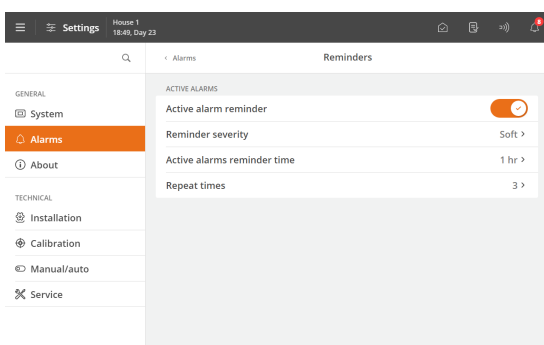 Settings
House 1
18:49, Day 23
8
Alarms
Reminders
GENERAL
System
Alarms
About
TECHNICAL
Installation
Calibration
Manual/auto
Service
ACTIVE ALARMS
Active alarm reminder
Reminder severity Soft
Active alarms reminder time 1 hr
Repeat times 3